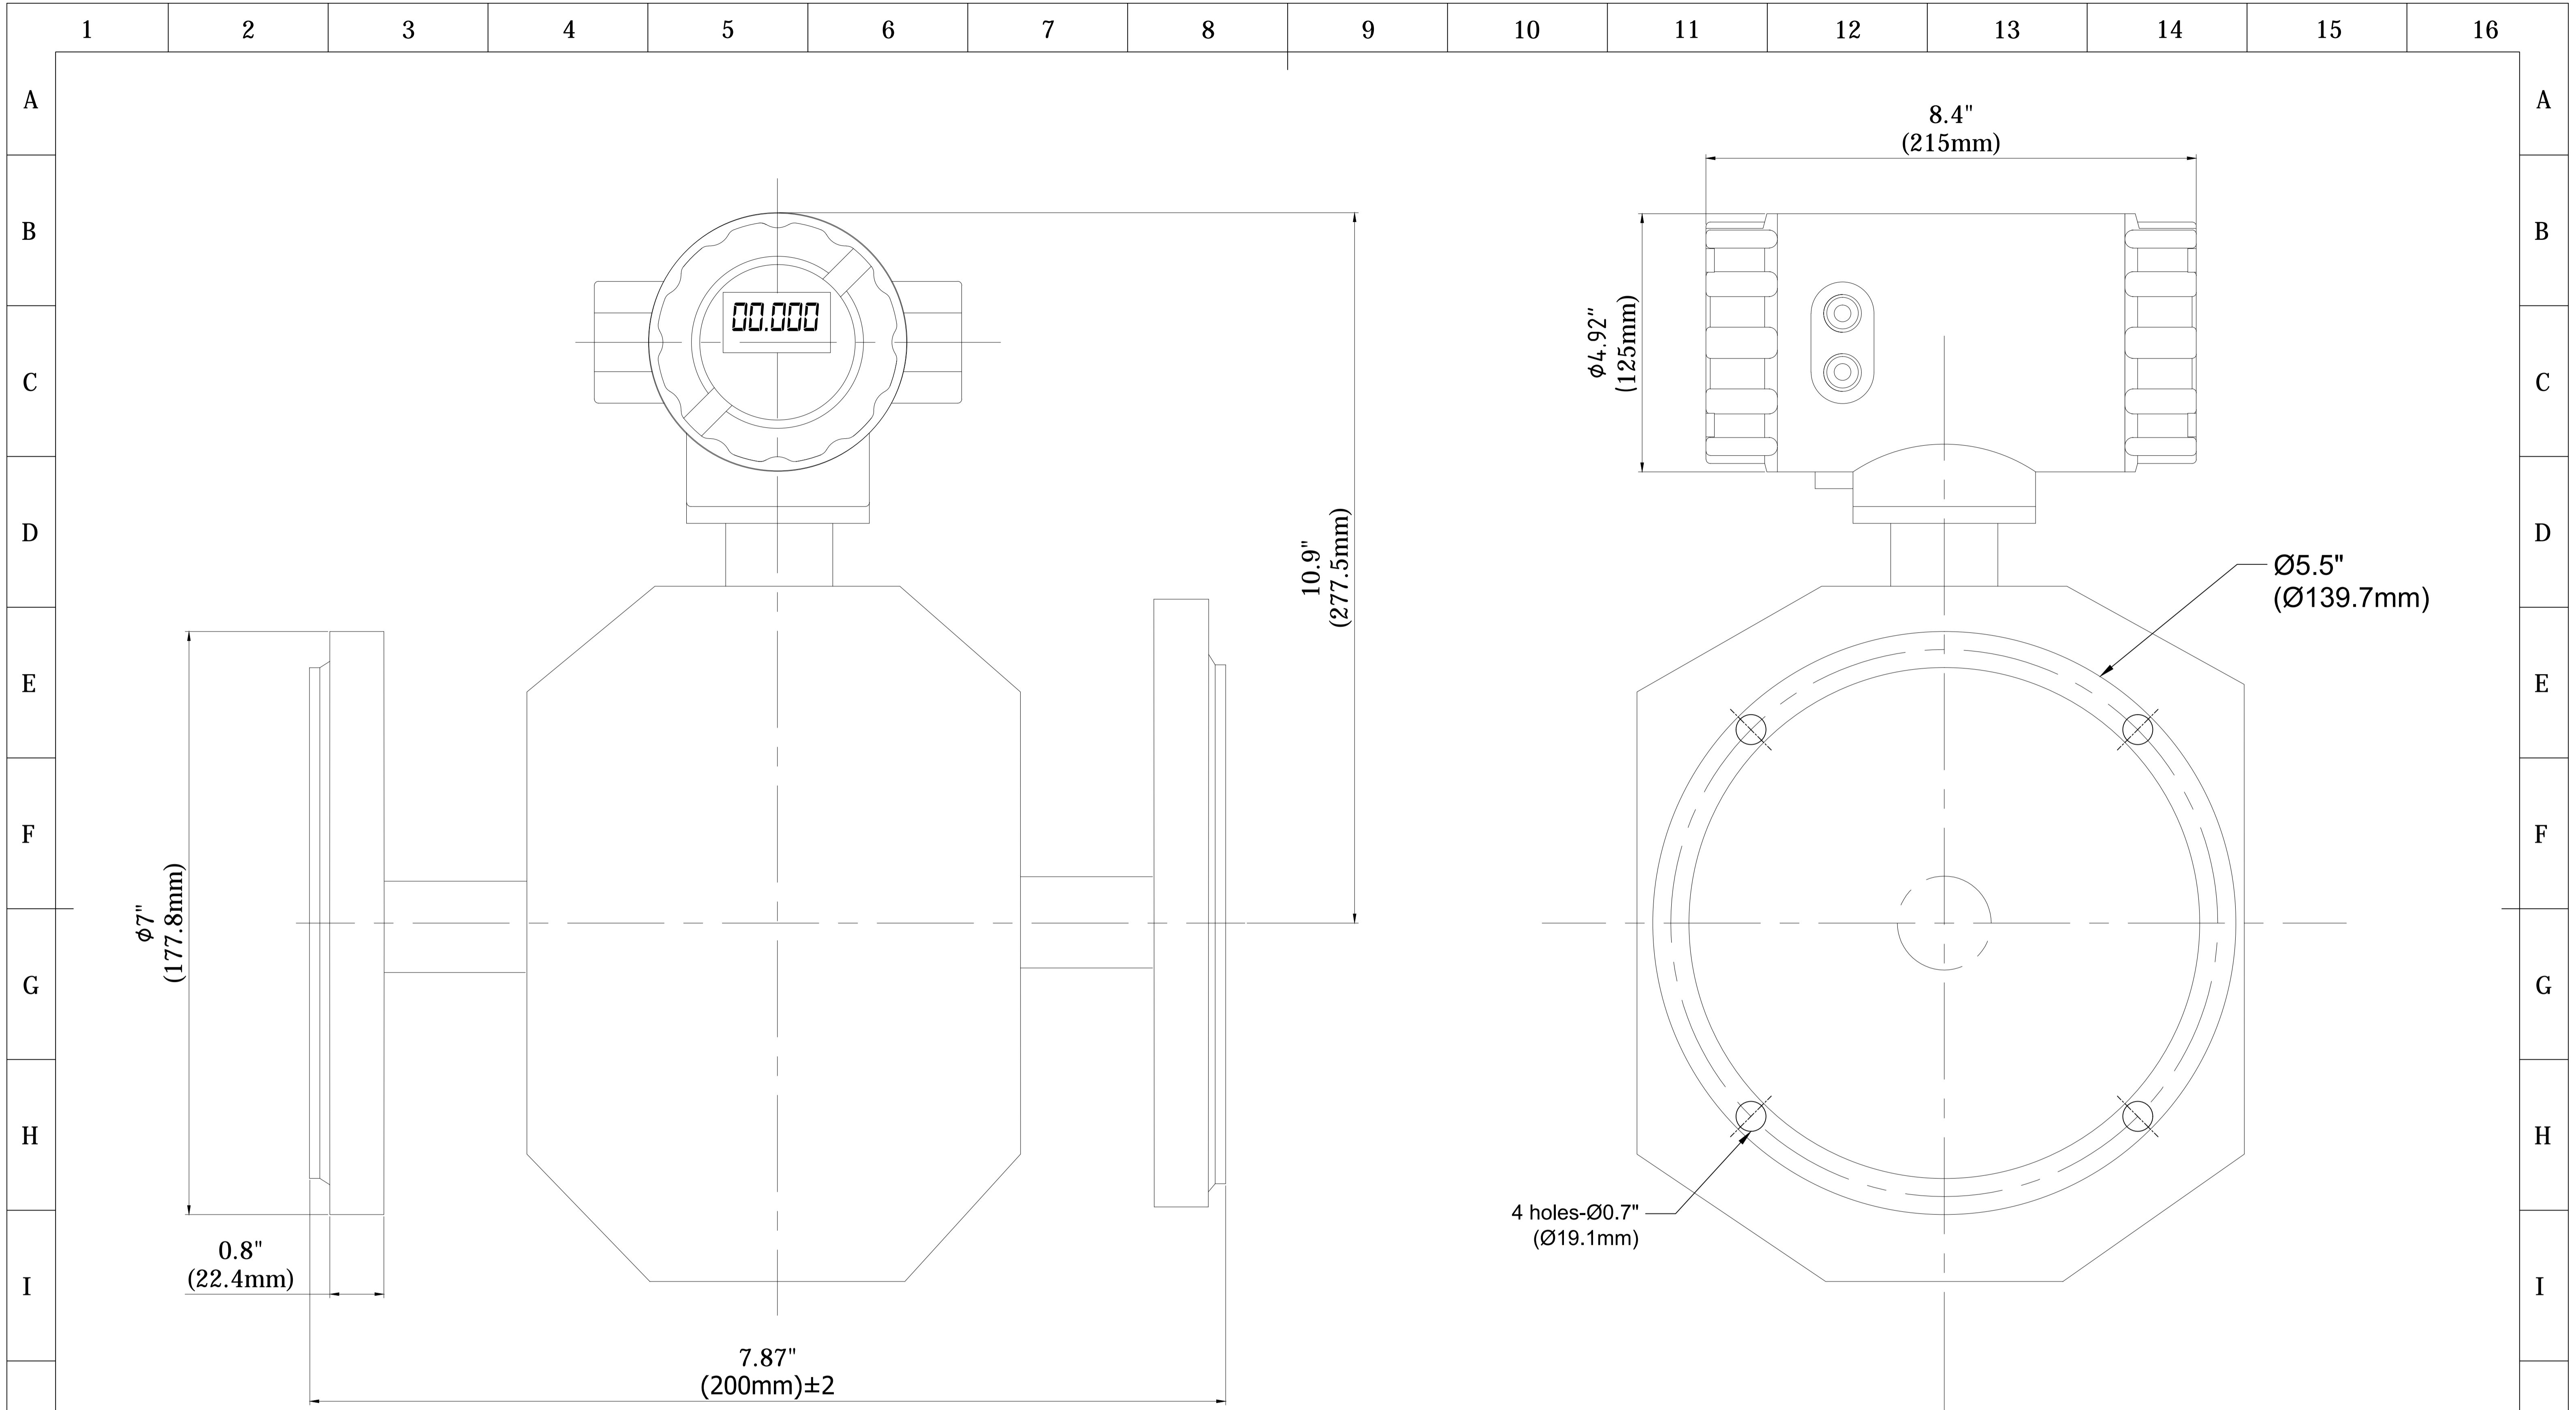 1 2 3 4 5 6 7 8 9 10 11 12 13 14 15 16
A A
8.4"
(215mm)
B B
00.000
C C
ϕ4.92"
(125mm)
D D
10.9"
(277.5mm)
Ø5.5"
(Ø139.7mm)
E E
F F
ϕ7"
(177.8mm)
G G
H H
4 holes-Ø0.7"
(Ø19.1mm)
0.8"
(22.4mm)
I I
7.87"
(200mm)±2